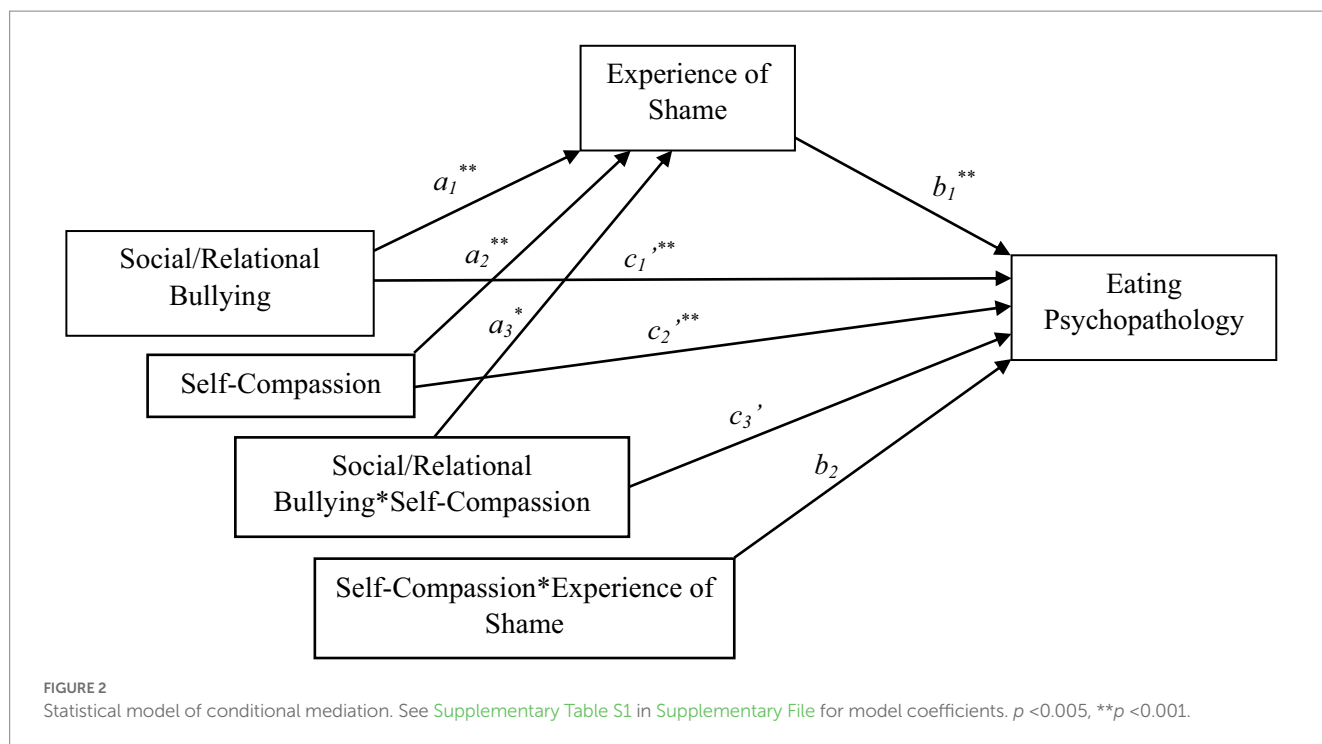 Experience of
Shame
a₁**
b₁**
Social/Relational
Bullying
a₂**
c₁’**
Eating
Psychopathology
a₃*
c₂’**
Self-Compassion
c₃’
Social/Relational
Bullying*Self-Compassion
b₂
Self-Compassion*Experience of
Shame
FIGURE 2
Statistical model of conditional mediation. See Supplementary Table S1 in Supplementary File for model coefficients. p <0.005, **p <0.001.